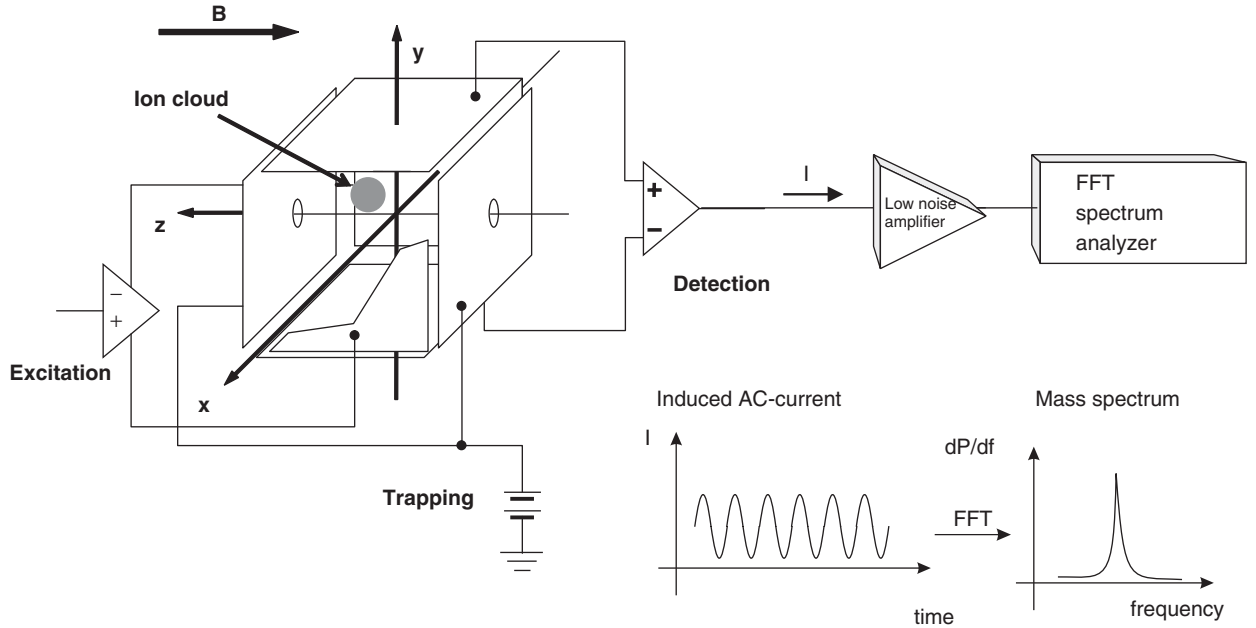 B
y
Ion cloud
z
x
−
+
Excitation
Trapping
+
−
Detection
I
Low noise
amplifier
FFT
spectrum
analyzer
Induced AC-current
I
time
FFT
Mass spectrum
dP/df
frequency